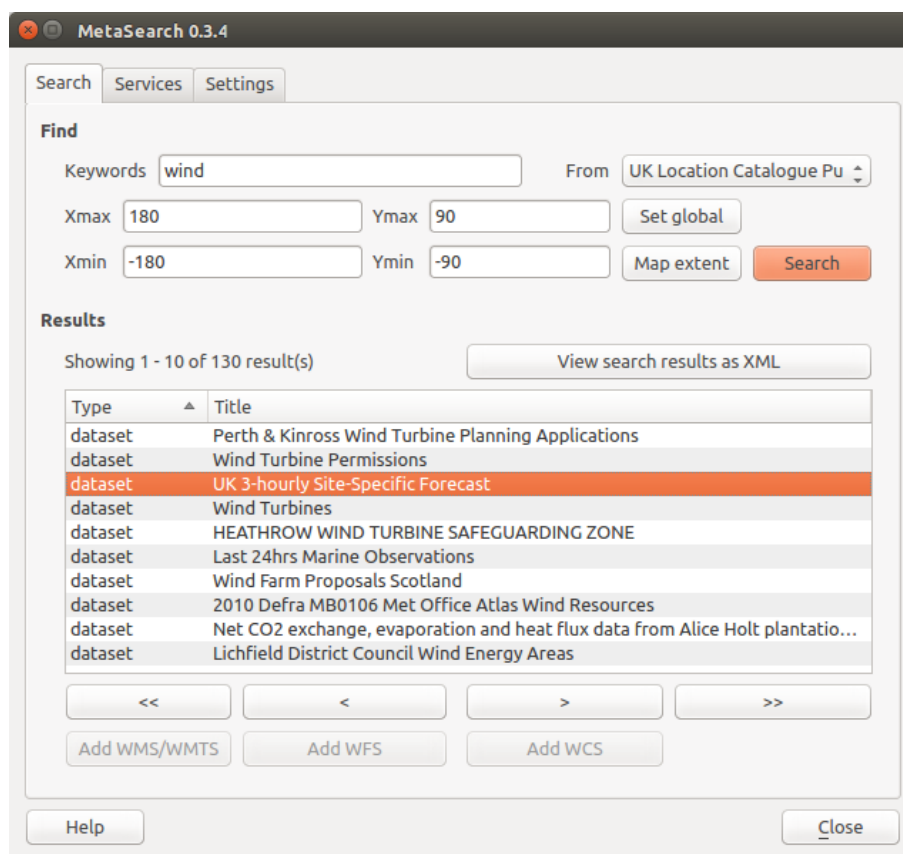 MetaSearch 0.3.4
Search Services Settings
Find
Keywords wind From UK Location Catalogue Pu
Xmax 180 Ymax 90 Set global
Xmin -180 Ymin -90 Map extent Search
Results
Showing 1 - 10 of 130 result(s) View search results as XML
Type Title
dataset Perth & Kinross Wind Turbine Planning Applications
dataset Wind Turbine Permissions
dataset UK 3-hourly Site-Specific Forecast
dataset Wind Turbines
dataset HEATHROW WIND TURBINE SAFEGUARDING ZONE
dataset Last 24hrs Marine Observations
dataset Wind Farm Proposals Scotland
dataset 2010 Defra MB0106 Met Office Atlas Wind Resources
dataset Net CO2 exchange, evaporation and heat flux data from Alice Holt plantatio...
dataset Lichfield District Council Wind Energy Areas
<< < > >>
Add WMS/WMTS Add WFS Add WCS
Help Close